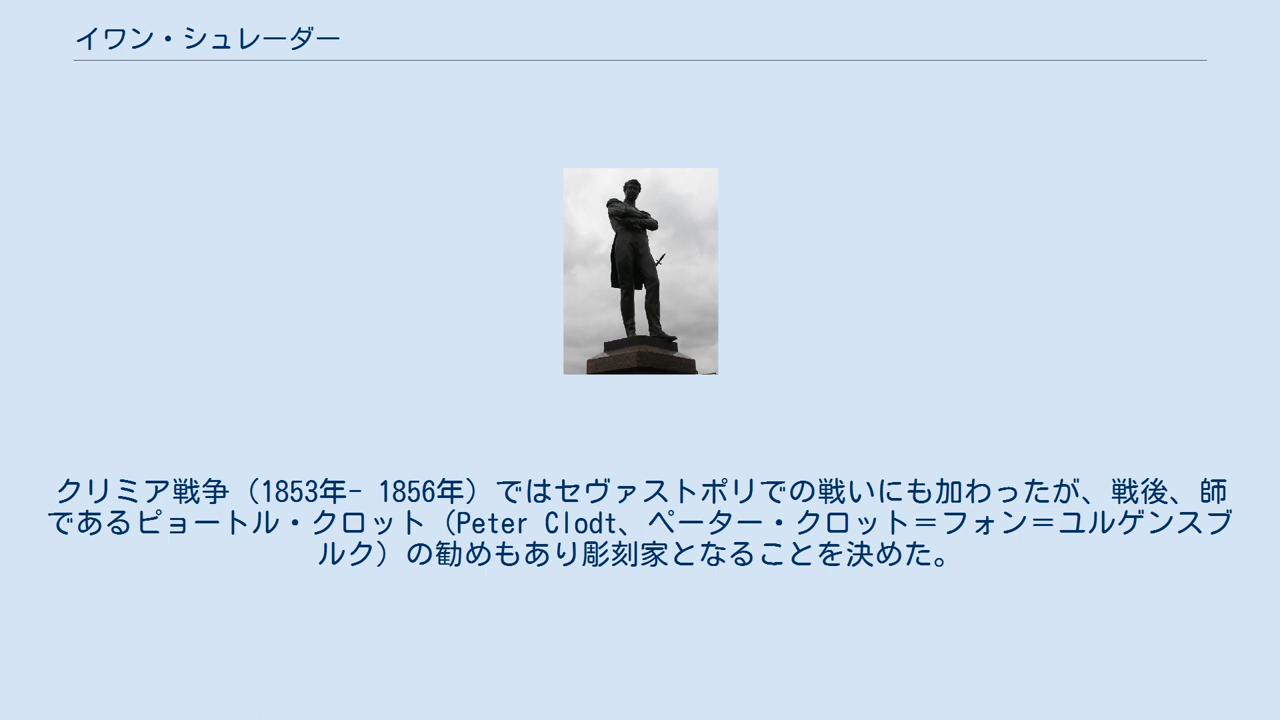 イワン・シュレーダー
クリミア戦争（1853年- 1856年）ではセヴァストポリでの戦いにも加わったが、戦後、師
であるピョートル・クロット（Peter Clodt、ペーター・クロット＝フォン＝ユルゲンスブ
ルク）の勧めもあり彫刻家となることを決めた。